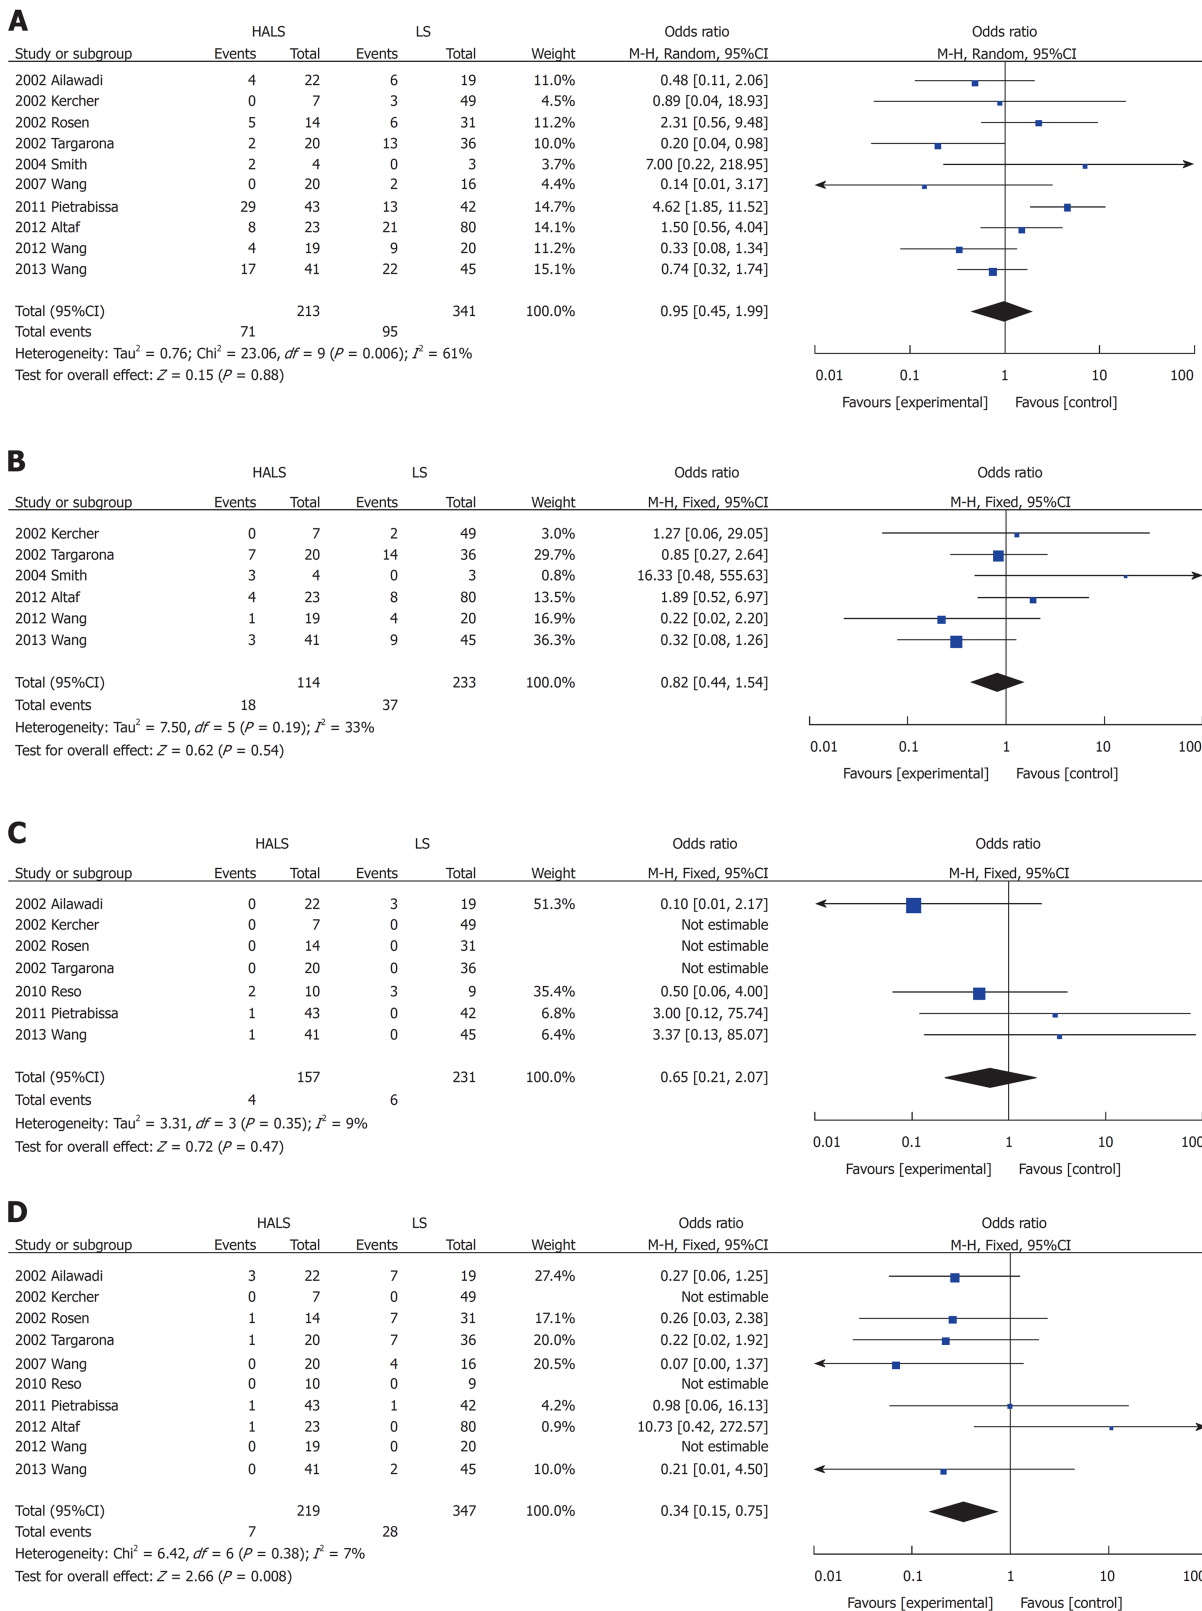 A
HALS LS Odds ratio Odds ratio
Study or subgroup Events Total Events Total Weight M-H, Random, 95%CI M-H, Random, 95%CI
2002 Ailawadi 4 22 6 19 11.0% 0.48 [0.11, 2.06]
2002 Kercher 0 7 3 49 4.5% 0.89 [0.04, 18.93]
2002 Rosen 5 14 6 31 11.2% 2.31 [0.56, 9.48]
2002 Targarona 2 20 13 36 10.0% 0.20 [0.04, 0.98]
2004 Smith 2 4 0 3 3.7% 7.00 [0.22, 218.95]
2007 Wang 0 20 2 16 4.4% 0.14 [0.01, 3.17]
2011 Pietrabissa 29 43 13 42 14.7% 4.62 [1.85, 11.52]
2012 Altaf 8 23 21 80 14.1% 1.50 [0.56, 4.04]
2012 Wang 4 19 9 20 11.2% 0.33 [0.08, 1.34]
2013 Wang 17 41 22 45 15.1% 0.74 [0.32, 1.74]
Total (95%CI) 213 341 100.0% 0.95 [0.45, 1.99]
Total events 71 95
Heterogeneity: Tau² = 0.76; Chi² = 23.06, df = 9 (P = 0.006); I² = 61%
Test for overall effect: Z = 0.15 (P = 0.88)
0.01 0.1 1 10 100
Favours [experimental] Favous [control]
B
HALS LS Odds ratio Odds ratio
Study or subgroup Events Total Events Total Weight M-H, Fixed, 95%CI M-H, Fixed, 95%CI
2002 Kercher 0 7 2 49 3.0% 1.27 [0.06, 29.05]
2002 Targarona 7 20 14 36 29.7% 0.85 [0.27, 2.64]
2004 Smith 3 4 0 3 0.8% 16.33 [0.48, 555.63]
2012 Altaf 4 23 8 80 13.5% 1.89 [0.52, 6.97]
2012 Wang 1 19 4 20 16.9% 0.22 [0.02, 2.20]
2013 Wang 3 41 9 45 36.3% 0.32 [0.08, 1.26]
Total (95%CI) 114 233 100.0% 0.82 [0.44, 1.54]
Total events 18 37
Heterogeneity: Tau² = 7.50, df = 5 (P = 0.19); I² = 33%
Test for overall effect: Z = 0.62 (P = 0.54)
0.01 0.1 1 10 100
Favours [experimental] Favous [control]
C
HALS LS Odds ratio Odds ratio
Study or subgroup Events Total Events Total Weight M-H, Fixed, 95%CI M-H, Fixed, 95%CI
2002 Ailawadi 0 22 3 19 51.3% 0.10 [0.01, 2.17]
2002 Kercher 0 7 0 49 Not estimable
2002 Rosen 0 14 0 31 Not estimable
2002 Targarona 0 20 0 36 Not estimable
2010 Reso 2 10 3 9 35.4% 0.50 [0.06, 4.00]
2011 Pietrabissa 1 43 0 42 6.8% 3.00 [0.12, 75.74]
2013 Wang 1 41 0 45 6.4% 3.37 [0.13, 85.07]
Total (95%CI) 157 231 100.0% 0.65 [0.21, 2.07]
Total events 4 6
Heterogeneity: Tau² = 3.31, df = 3 (P = 0.35); I² = 9%
Test for overall effect: Z = 0.72 (P = 0.47)
0.01 0.1 1 10 100
Favours [experimental] Favous [control]
D
HALS LS Odds ratio Odds ratio
Study or subgroup Events Total Events Total Weight M-H, Fixed, 95%CI M-H, Fixed, 95%CI
2002 Ailawadi 3 22 7 19 27.4% 0.27 [0.06, 1.25]
2002 Kercher 0 7 0 49 Not estimable
2002 Rosen 1 14 7 31 17.1% 0.26 [0.03, 2.38]
2002 Targarona 1 20 7 36 20.0% 0.22 [0.02, 1.92]
2007 Wang 0 20 4 16 20.5% 0.07 [0.00, 1.37]
2010 Reso 0 10 0 9 Not estimable
2011 Pietrabissa 1 43 1 42 4.2% 0.98 [0.06, 16.13]
2012 Altaf 1 23 0 80 0.9% 10.73 [0.42, 272.57]
2012 Wang 0 19 0 20 Not estimable
2013 Wang 0 41 2 45 10.0% 0.21 [0.01, 4.50]
Total (95%CI) 219 347 100.0% 0.34 [0.15, 0.75]
Total events 7 28
Heterogeneity: Chi² = 6.42, df = 6 (P = 0.38); I² = 7%
Test for overall effect: Z = 2.66 (P = 0.008)
0.01 0.1 1 10 100
Favours [experimental] Favous [control]